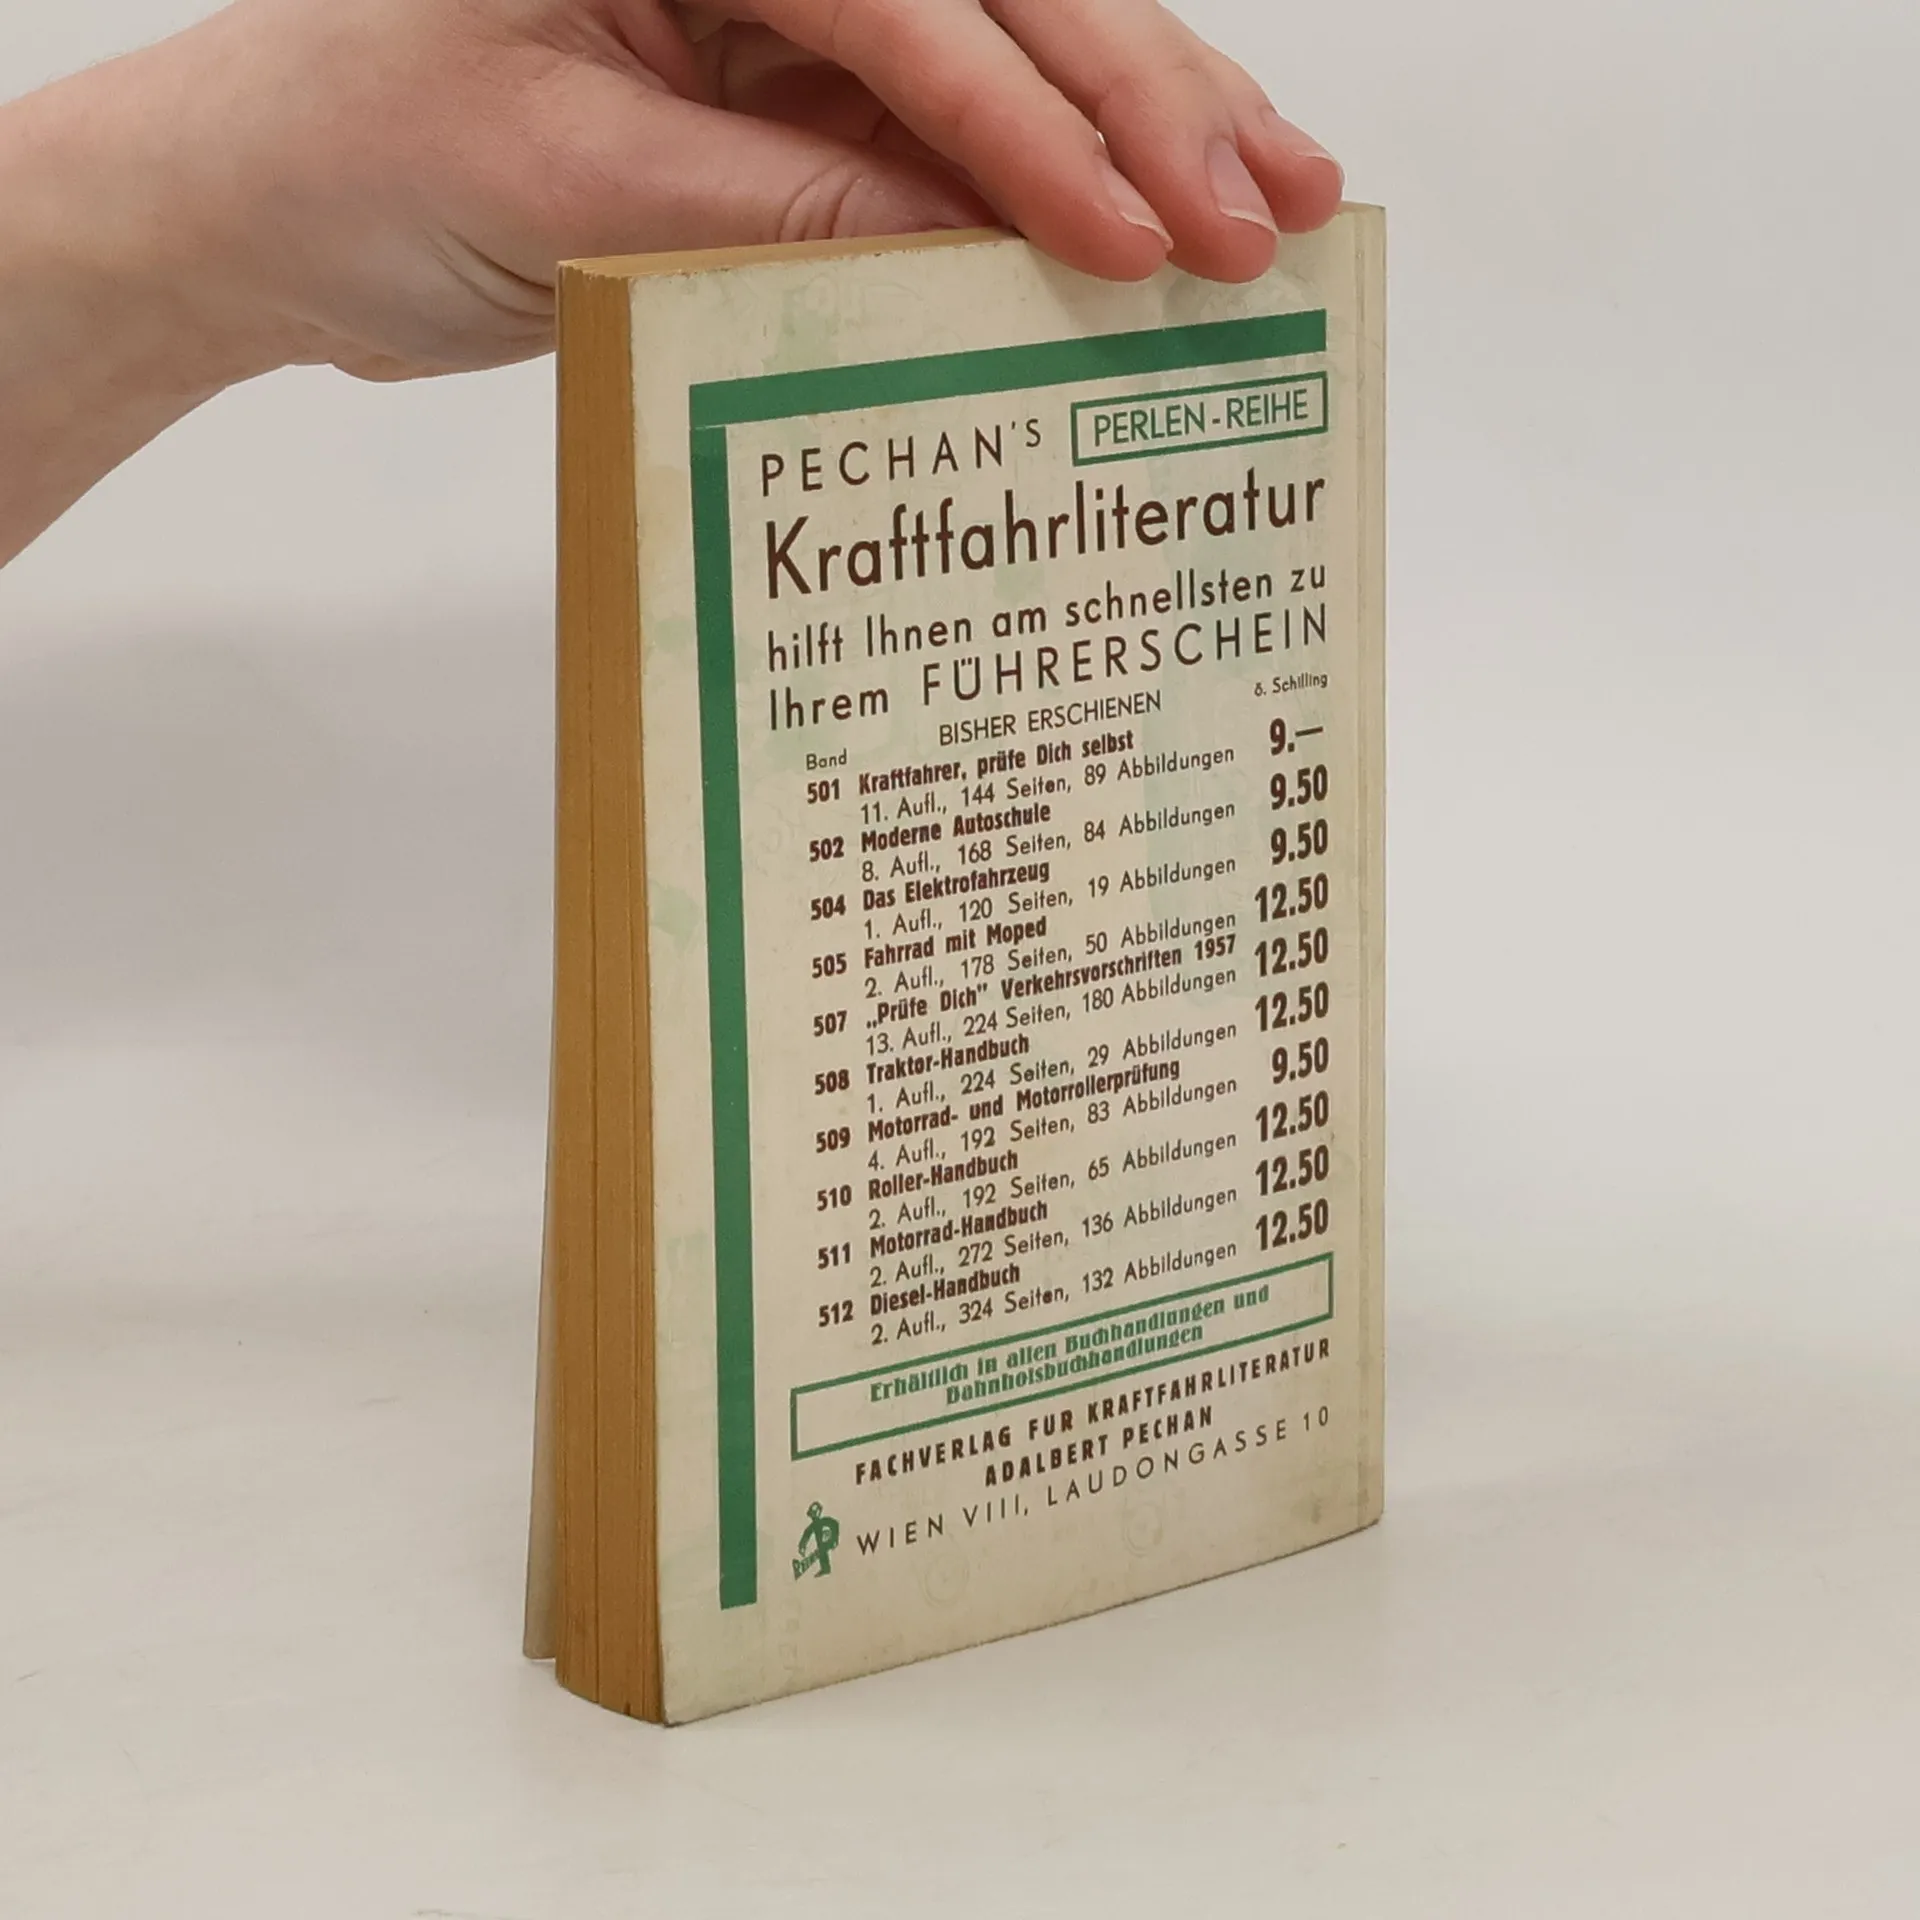 PECHAN'S PERLEN-REIHE
Kraftfahrliteratur
hilft Ihnen am schnellsten zu
Ihrem FÜHRERSCHEIN
BISHER ERSCHIENEN
Band ö. Schilling
501 Kraftfahrer, prüfe Dich selbst 9.—
11. Aufl., 144 Seiten, 89 Abbildungen
502 Moderne Autoschule 9.50
8. Aufl., 168 Seiten, 84 Abbildungen
504 Das Elektrofahrzeug 9.50
1. Aufl., 120 Seiten, 19 Abbildungen
505 Fahrrad mit Moped 12.50
2. Aufl., 178 Seiten, 50 Abbildungen
507 „Prüfe Dich" Verkehrsvorschriften 1957 12.50
13. Aufl., 224 Seiten, 180 Abbildungen
508 Traktor-Handbuch 12.50
1. Aufl., 224 Seiten, 29 Abbildungen
509 Motorrad- und Motorrollerprüfung 9.50
4. Aufl., 192 Seiten, 83 Abbildungen
510 Roller-Handbuch 12.50
2. Aufl., 192 Seiten, 65 Abbildungen
511 Motorrad-Handbuch 12.50
2. Aufl., 272 Seiten, 136 Abbildungen
512 Diesel-Handbuch 12.50
2. Aufl., 324 Seiten, 132 Abbildungen
Erhältlich in allen Buchhandlungen und
Bahnhofsbuchhandlungen
FACHVERLAG FUR KRAFTFAHRLITERATUR
ADALBERT PECHAN
WIEN VIII, LAUDONGASSE 10